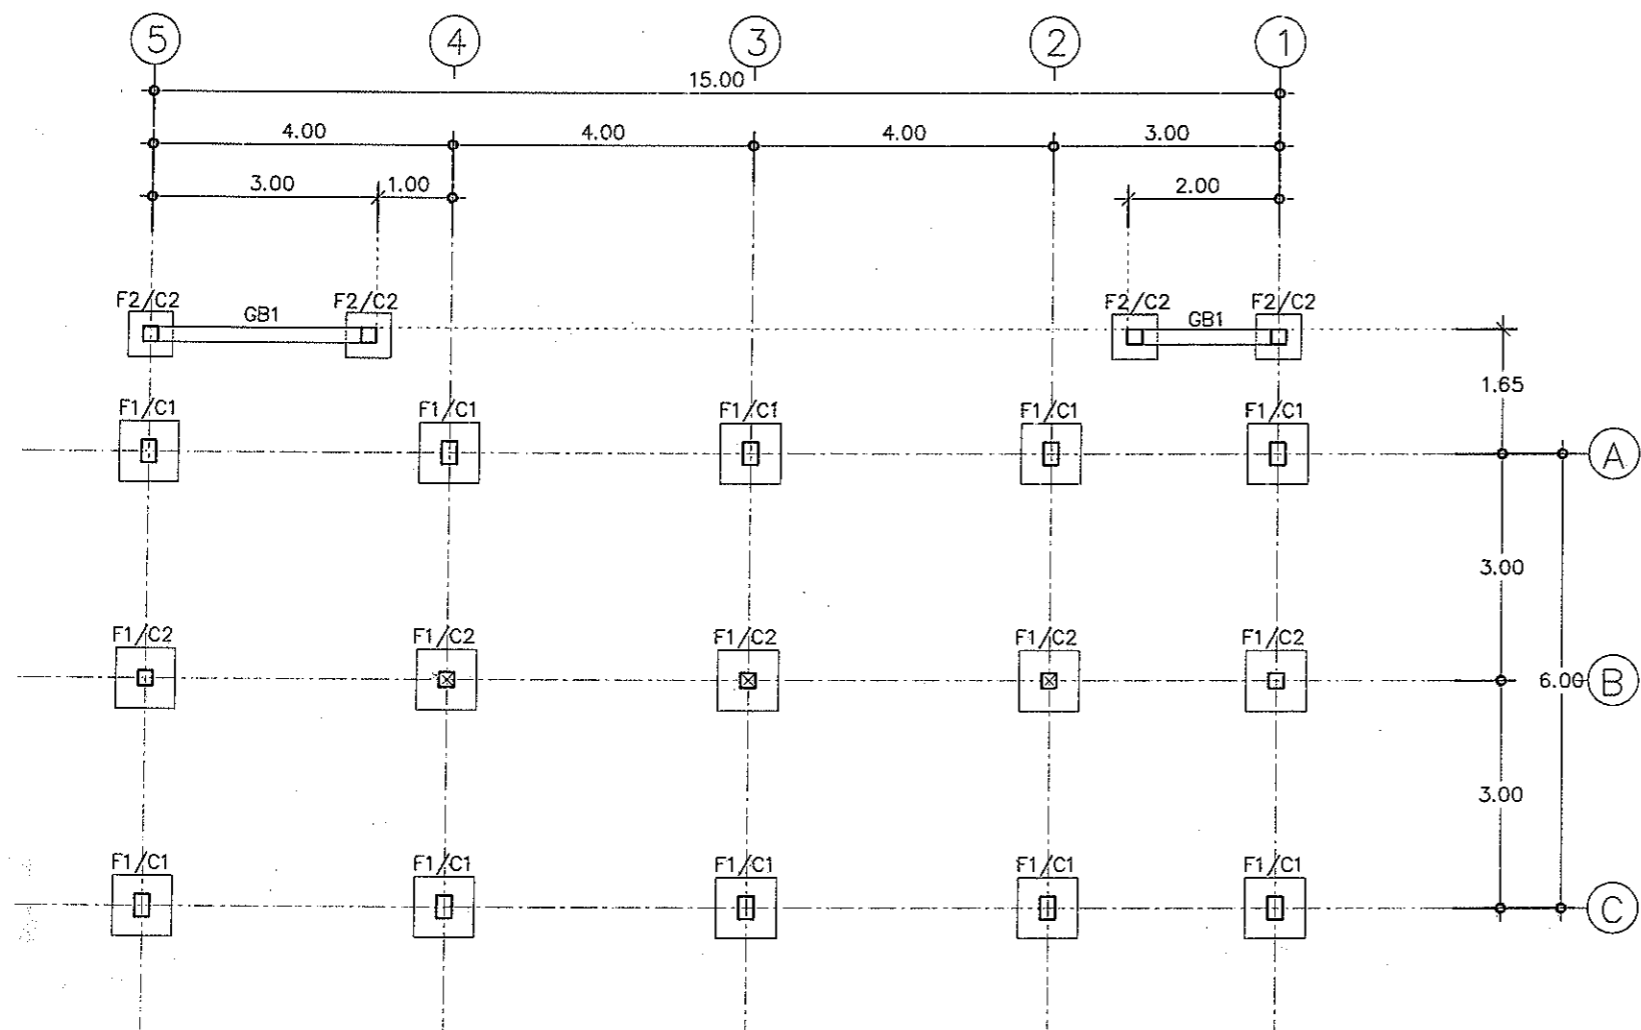 5 4 3 2 1
15.00
4.00 4.00 4.00 3.00
3.00 1.00 2.00
F2/C2 F2/C2 F2/C2 F2/C2
GB1 GB1
1.65
F1/C1 F1/C1 F1/C1 F1/C1 F1/C1
A
3.00
F1/C2 F1/C2 F1/C2 F1/C2 F1/C2
6.00 B
3.00
F1/C1 F1/C1 F1/C1 F1/C1 F1/C1
C